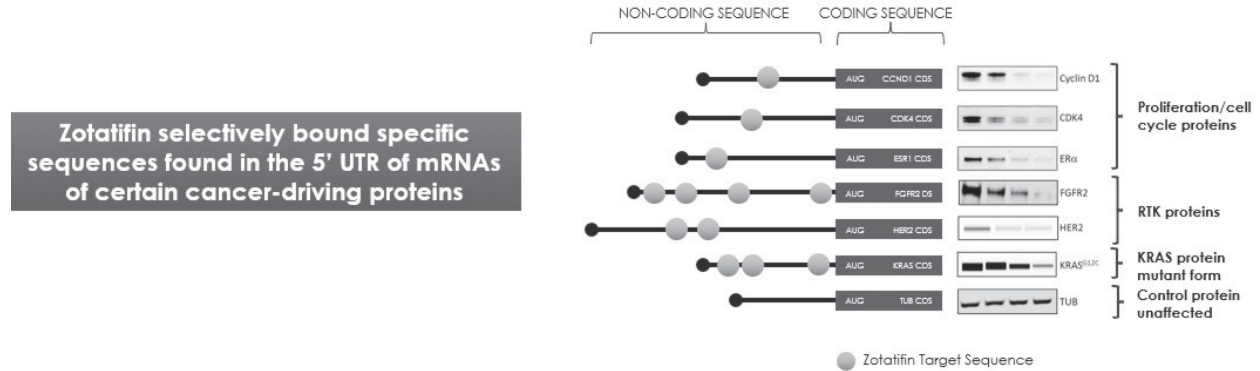 NON-CODING SEQUENCE
CODING SEQUENCE
Zotatifin selectively bound specific
sequences found in the 5’ UTR of mRNAs
of certain cancer-driving proteins
AUG CCND1 CDS
Cyclin D1
AUG CDK4 CDS
CDK4
AUG ESR1 CDS
ERα
Proliferation/cell
cycle proteins
AUG FGFR2 DS
FGFR2
AUG HER2 CDS
HER2
RTK proteins
AUG KRAS CDS
KRASG12C
KRAS protein
mutant form
AUG TUB CDS
TUB
Control protein
unaffected
Zotatifin Target Sequence